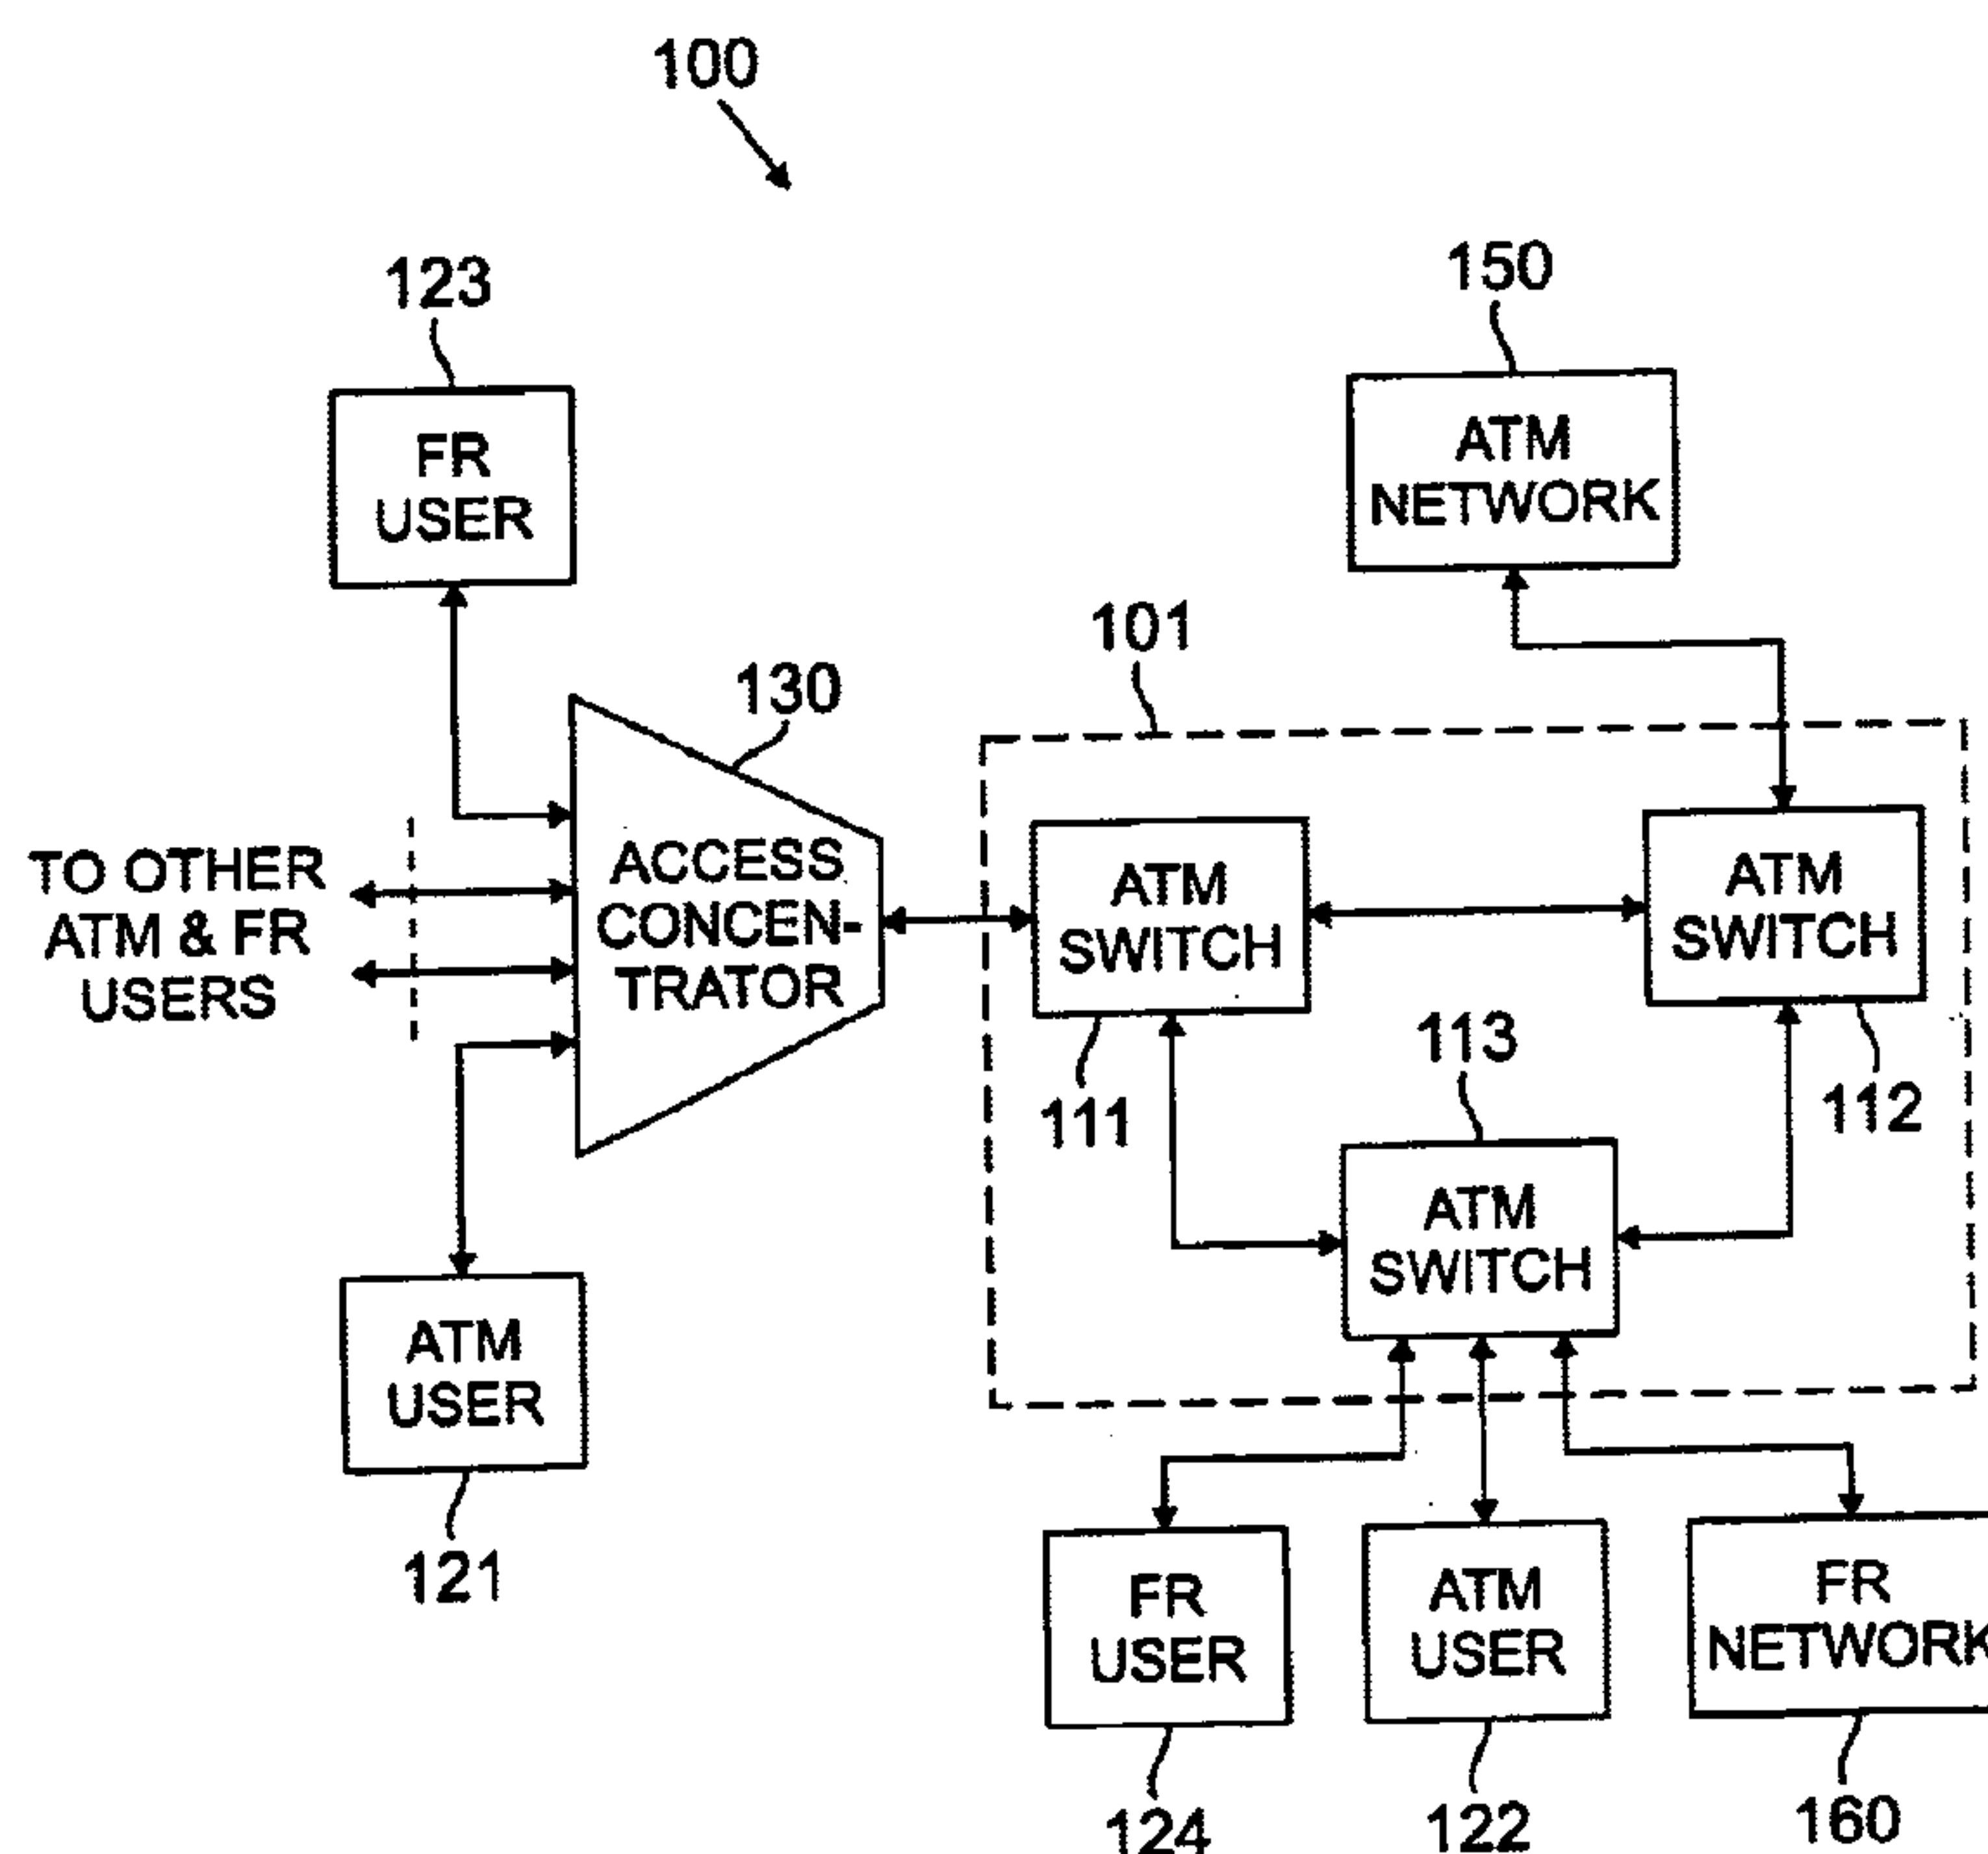 100
123
150
FR
USER
ATM
NETWORK
101
130
TO OTHER
ATM & FR
USERS
ACCESS
CONCEN-
TRATOR
ATM
SWITCH
ATM
SWITCH
111
113
112
ATM
SWITCH
ATM
USER
121
FR
USER
ATM
USER
FR
NETWORK
124
122
160